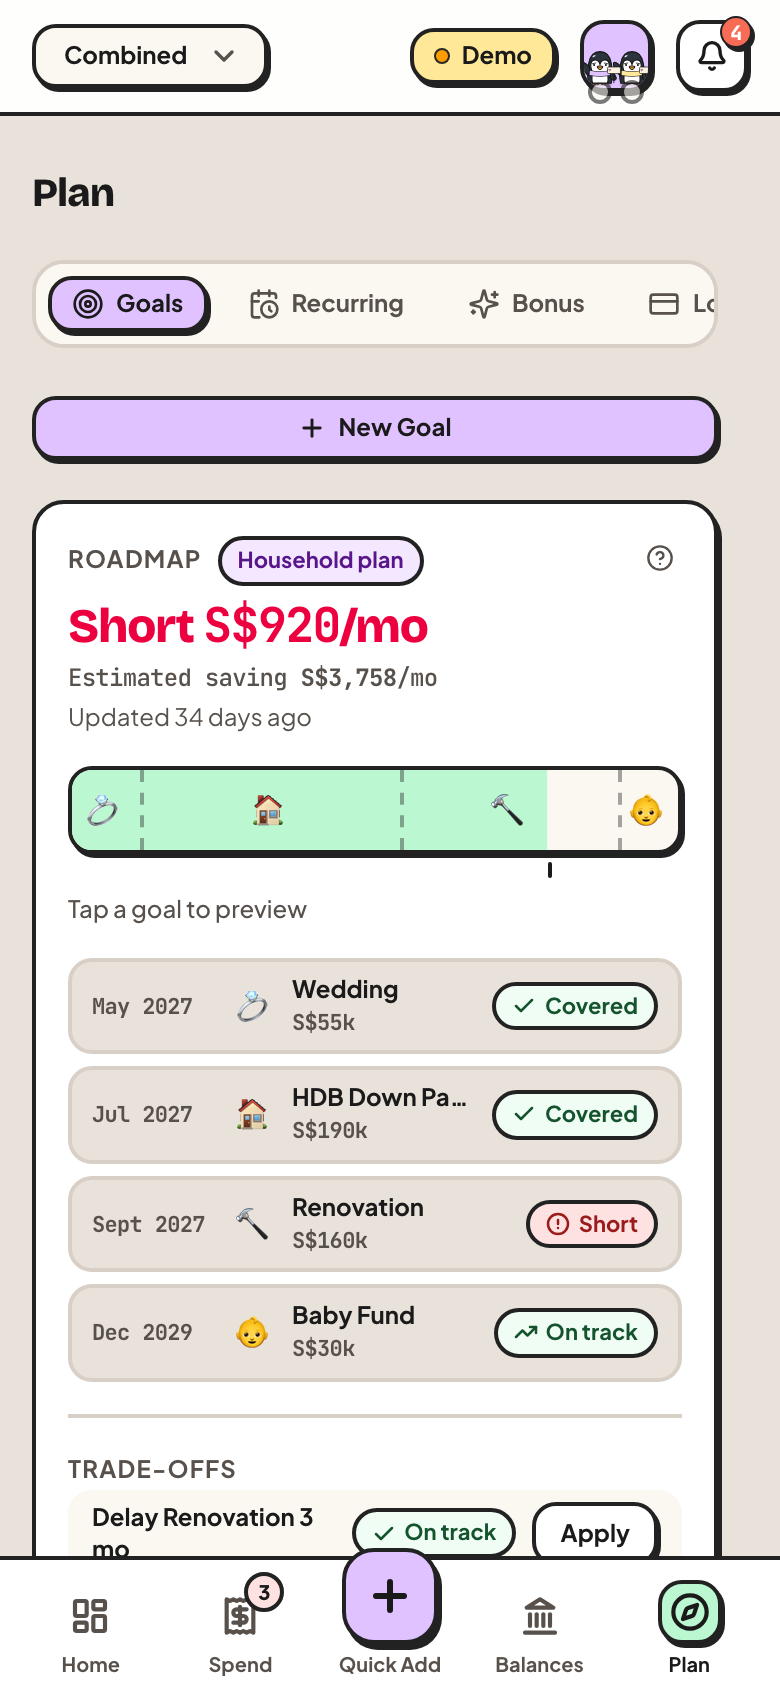 Combined
Demo
4
Plan
Goals
Recurring
Bonus
Lo
New Goal
ROADMAP
Household plan
Short S$920/mo
Estimated saving S$3,758/mo
Updated 34 days ago
Tap a goal to preview
May 2027
Wedding
S$55k
Covered
Jul 2027
HDB Down Pa...
S$190k
Covered
Sept 2027
Renovation
S$160k
Short
Dec 2029
Baby Fund
S$30k
On track
TRADE-OFFS
Delay Renovation 3
mo
On track
Apply
Home
3
Spend
Quick Add
Balances
Plan